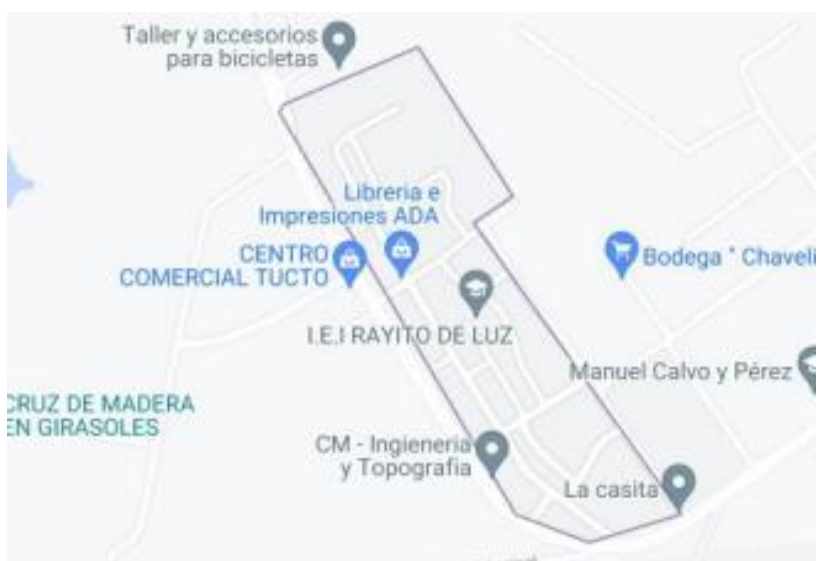 Taller y accesorios
para bicicletas
Libreria e
Impresiones ADA
CENTRO
COMERCIAL TUCTO
Bodega " Chaveli
I.E.I RAYITO DE LUZ
Manuel Calvo y Pérez
CRUZ DE MADERA
EN GIRASOLES
CM - Ingieneria
y Topografia
La casita